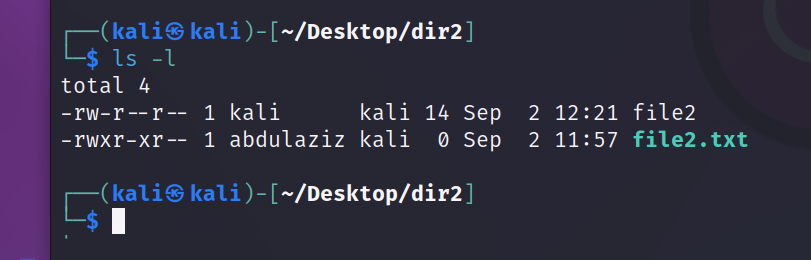 ┌──(kali㉿kali)-[~/Desktop/dir2]
└─$ ls -l
total 4
-rw-r--r-- 1 kali      kali 14 Sep  2 12:21 file2
-rwxr-xr-- 1 abdulaziz kali  0 Sep  2 11:57 file2.txt
┌──(kali㉿kali)-[~/Desktop/dir2]
└─$